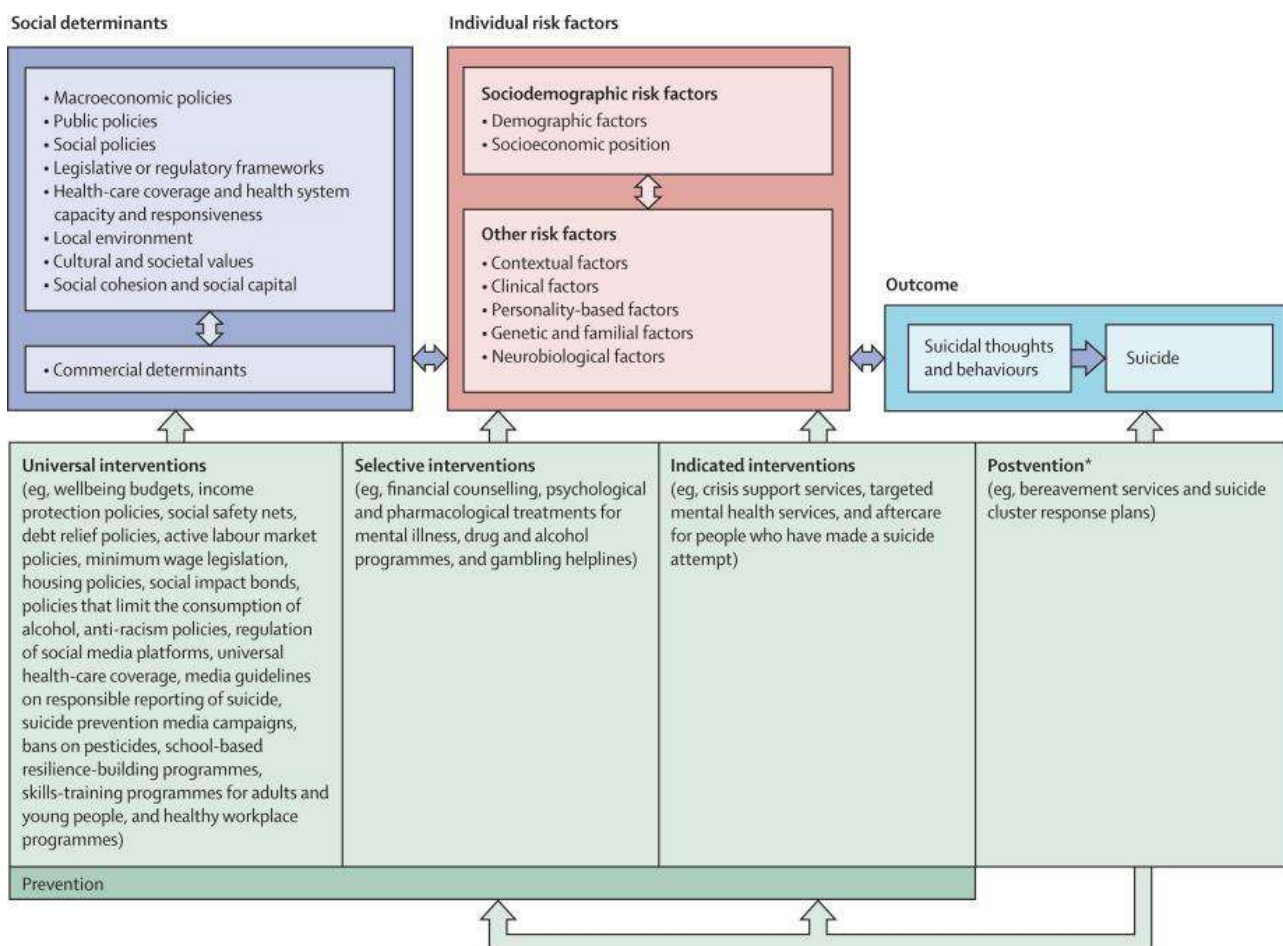 Social determinants
• Macroeconomic policies
• Public policies
• Social policies
• Legislative or regulatory frameworks
• Health-care coverage and health system
capacity and responsiveness
• Local environment
• Cultural and societal values
• Social cohesion and social capital
• Commercial determinants
Individual risk factors
Sociodemographic risk factors
• Demographic factors
• Socioeconomic position
Other risk factors
• Contextual factors
• Clinical factors
• Personality-based factors
• Genetic and familial factors
• Neurobiological factors
Outcome
Suicidal thoughts
and behaviours
Suicide
Universal interventions
(eg, wellbeing budgets, income
protection policies, social safety nets,
debt relief policies, active labour market
policies, minimum wage legislation,
housing policies, social impact bonds,
policies that limit the consumption of
alcohol, anti-racism policies, regulation
of social media platforms, universal
health-care coverage, media guidelines
on responsible reporting of suicide,
suicide prevention media campaigns,
bans on pesticides, school-based
resilience-building programmes,
skills-training programmes for adults and
young people, and healthy workplace
programmes)
Selective interventions
(eg, financial counselling, psychological
and pharmacological treatments for
mental illness, drug and alcohol
programmes, and gambling helplines)
Indicated interventions
(eg, crisis support services, targeted
mental health services, and aftercare
for people who have made a suicide
attempt)
Postvention*
(eg, bereavement services and suicide
cluster response plans)
Prevention